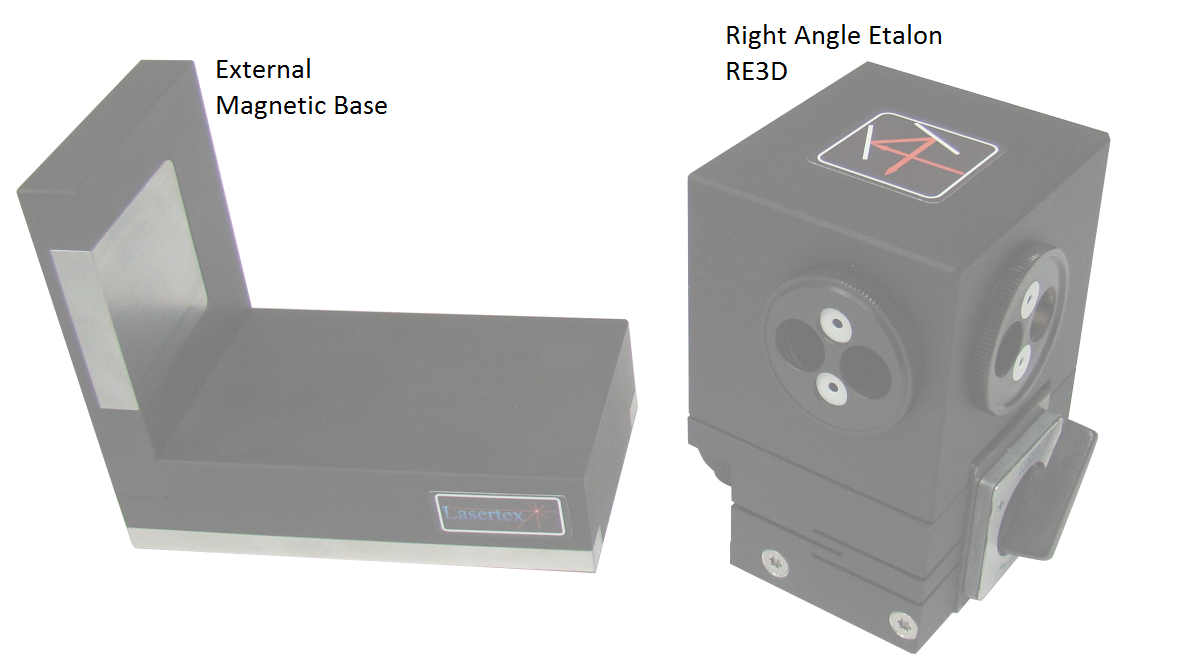 External
Magnetic Base
Right Angle Etalon
RE3D
Lasertex